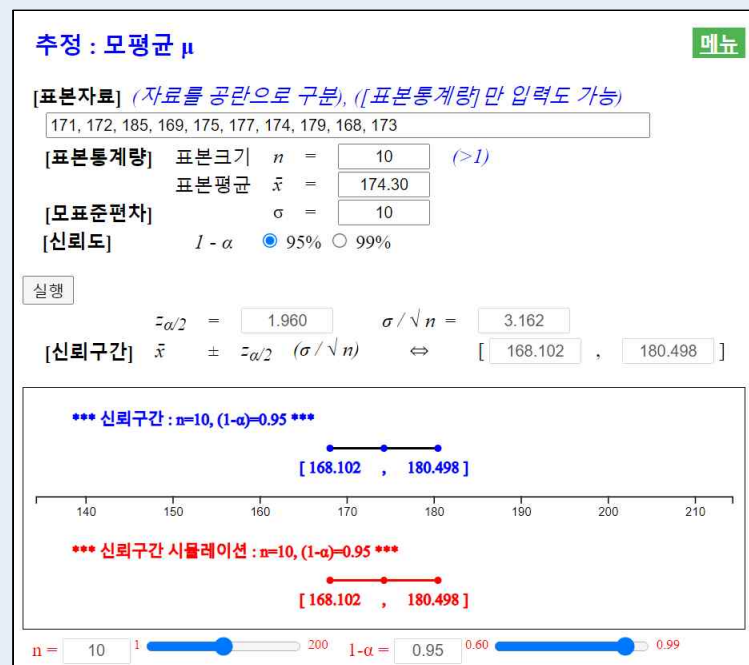 추정 : 모평균 μ 메뉴
[표본자료] (자료를 공란으로 구분), ([표본통계량]만 입력도 가능)
171, 172, 185, 169, 175, 177, 174, 179, 168, 173
[표본통계량] 표본크기 n = 10 (>1)
표본평균 x̄ = 174.30
[모표준편차] σ = 10
[신뢰도] 1 - α 95% 99%
실행
zα/2 = 1.960 σ / √ n = 3.162
[신뢰구간] x̄ ± zα/2 (σ / √ n) ⇔ [ 168.102 , 180.498 ]
*** 신뢰구간 : n=10, (1-α)=0.95 ***
[ 168.102 , 180.498 ]
140 150 160 170 180 190 200 210
*** 신뢰구간 시뮬레이션 : n=10, (1-α)=0.95 ***
[ 168.102 , 180.498 ]
n = 10 1 200 1-α = 0.95 0.60 0.99